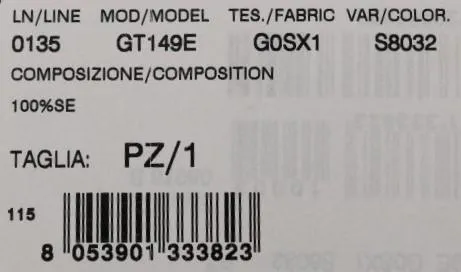 LN/LINE MOD/MODEL TES./FABRIC VAR/COLOR.
0135 GT149E G0SX1 S8032
COMPOSIZIONE/COMPOSITION
100%SE
TAGLIA: PZ/1
115
8 053901 333823